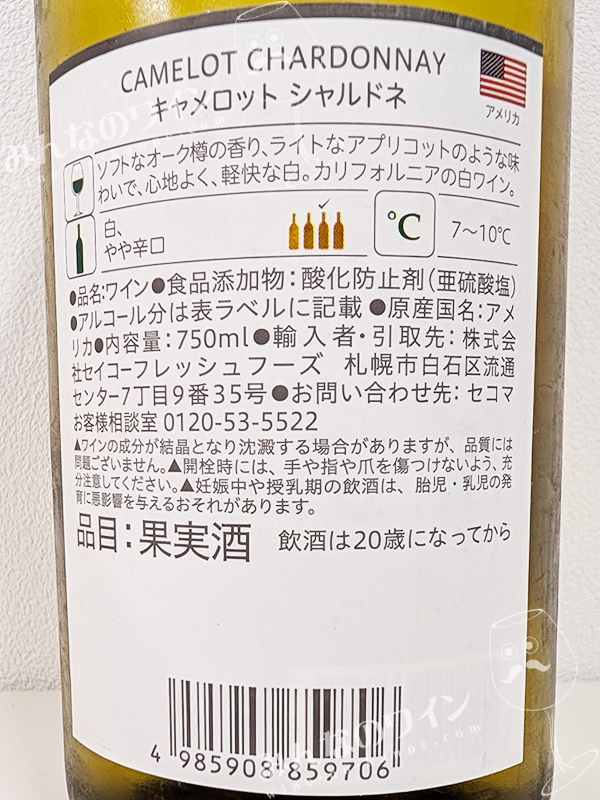 CAMELOT CHARDONNAY
キャメロット シャルドネ
アメリカ
ソフトなオーク樽の香り、ライトなアプリコットのような味
わいで、心地よく、軽快な白。カリフォルニアの白ワイン。
白、
やや辛口
℃
7〜10℃
●品名:ワイン●食品添加物:酸化防止剤(亜硫酸塩)
●アルコール分は表ラベルに記載●原産国名:アメ
リカ●内容量:750ml●輸入者・引取先:株式会
社セイコーフレッシュフーズ 札幌市白石区流通
センター7丁目9番35号●お問い合わせ先:セコマ
お客様相談室 0120-53-5522
▲ワインの成分が結晶となり沈澱する場合がありますが、品質には
問題ございません。▲開栓時には、手や指や爪を傷つけないよう、充
分注意してください。▲妊娠中や授乳期の飲酒は、胎児・乳児の発
育に悪影響を与えるおそれがあります。
品目:果実酒 飲酒は20歳になってから
4 985908 859706
みんなのワイン